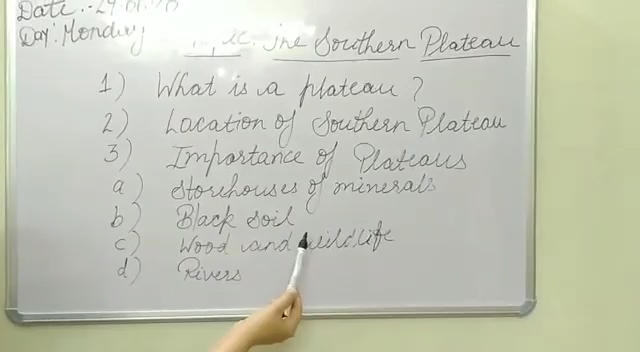 Date:-
Day: Monday
The Southern Plateau
1) What is a plateau?
2) Location of Southern Plateau
3) Importance of Plateaus
a) Storehouses of minerals
b) Black soil
c) Wood and wildlife
d) Rivers